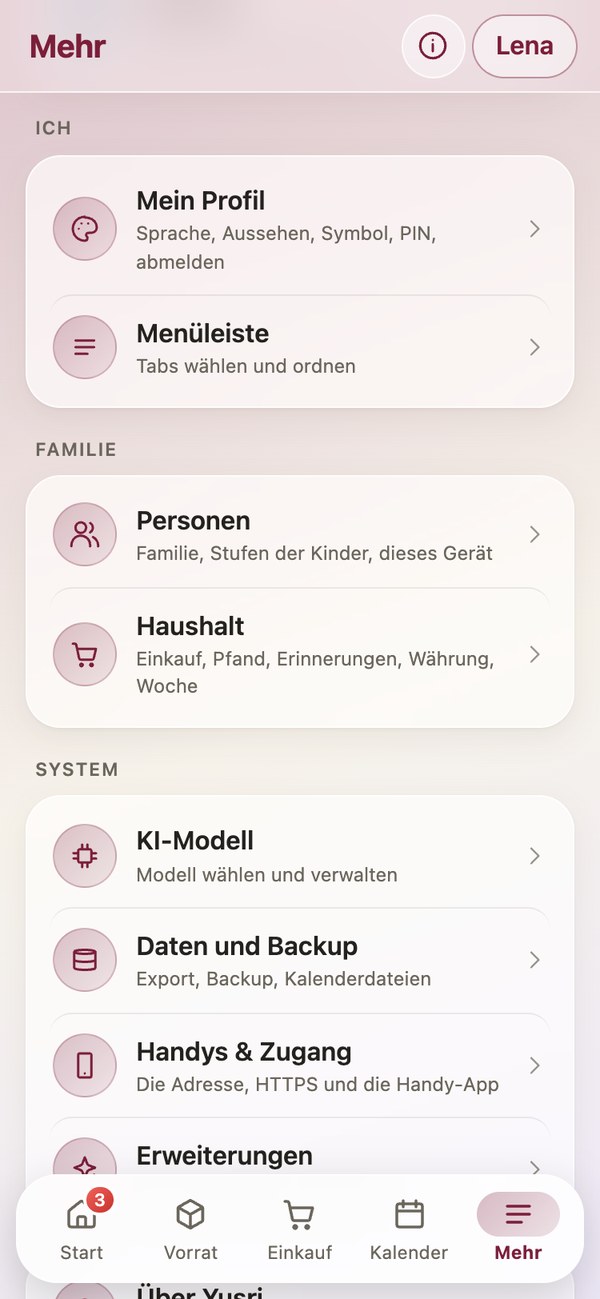 Mehr
Lena
ICH
Mein Profil
Sprache, Aussehen, Symbol, PIN,
abmelden
Menüleiste
Tabs wählen und ordnen
FAMILIE
Personen
Familie, Stufen der Kinder, dieses Gerät
Haushalt
Einkauf, Pfand, Erinnerungen, Währung,
Woche
SYSTEM
KI-Modell
Modell wählen und verwalten
Daten und Backup
Export, Backup, Kalenderdateien
Handys & Zugang
Die Adresse, HTTPS und die Handy-App
Erweiterungen
3
Start
Vorrat
Einkauf
Kalender
Mehr
Über Yusri